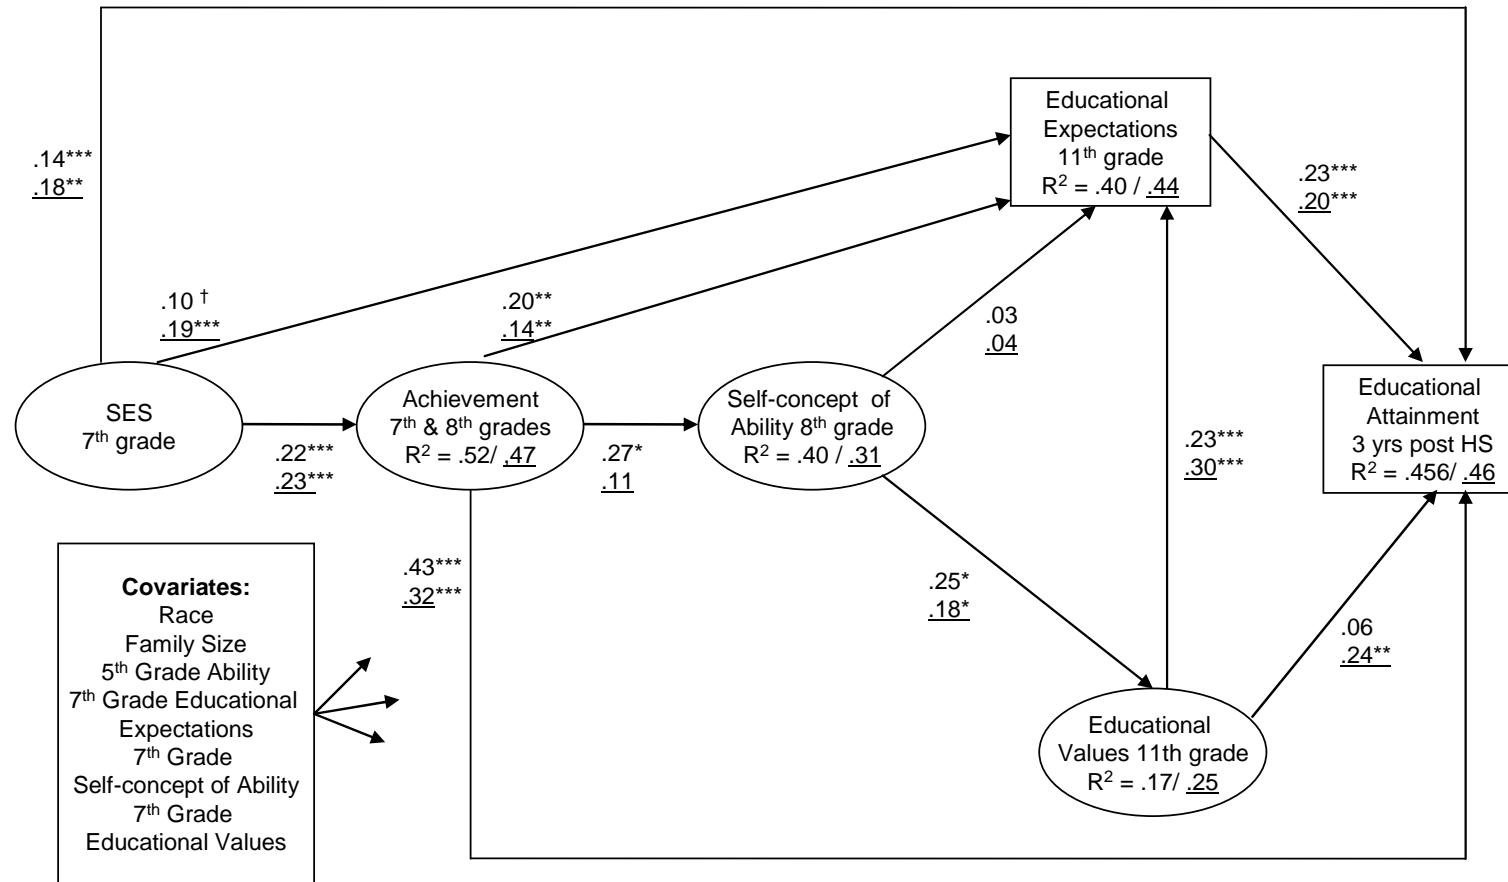 Educational
Expectations
11th grade
R2 = .40 / .44
.14***
.18**
.23***
.20***
.10 †
.19***
.20**
.14**
.03
.04
SES
7th grade
Achievement
7th & 8th grades
R2 = .52/ ,47
Self-concept of
Ability 8th grade
R2 = .40 / .31
Educational
Attainment
3 yrs post HS
R2 = .456/ .46
.22***
.23***
.27*
.11
.23***
.30***
.43***
.32***
.25*
.18*
.06
.24**
Covariates:
Race
Family Size
5th Grade Ability
7th Grade Educational
Expectations
7th Grade
Self-concept of Ability
7th Grade
Educational Values
Educational
Values 11th grade
R2 = .17/ .25